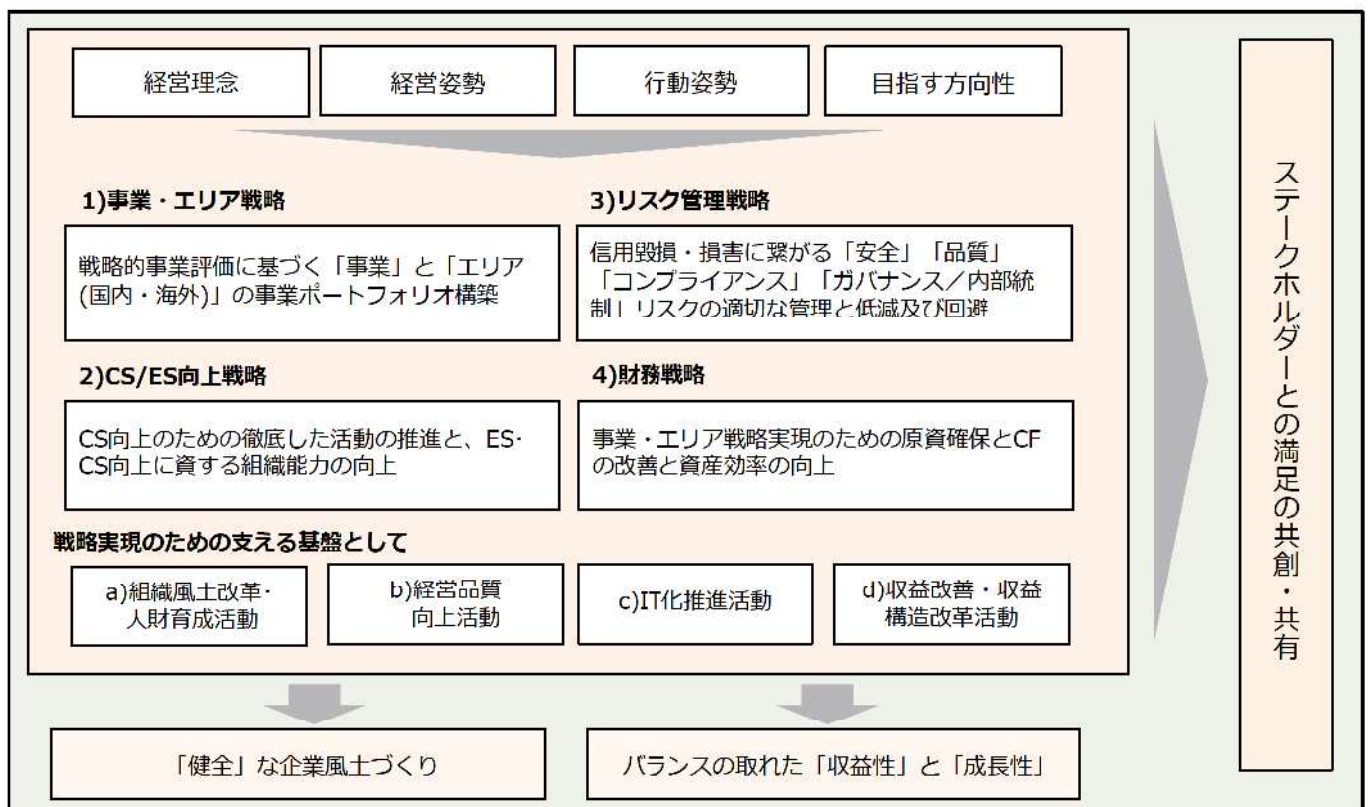 経営理念
経営姿勢
行動姿勢
目指す方向性
1)事業・エリア戦略
戦略的事業評価に基づく「事業」と「エリア
(国内・海外)」の事業ポートフォリオ構築
3)リスク管理戦略
信用毀損・損害に繋がる「安全」「品質」
「コンプライアンス」「ガバナンス／内部統
制」リスクの適切な管理と低減及び回避
2)CS/ES向上戦略
CS向上のための徹底した活動の推進と、ES・
CS向上に資する組織能力の向上
4)財務戦略
事業・エリア戦略実現のための原資確保とCF
の改善と資産効率の向上
戦略実現のための支える基盤として
a)組織風土改革・
人財育成活動
b)経営品質
向上活動
c)IT化推進活動
d)収益改善・収益
構造改革活動
「健全」な企業風土づくり
バランスの取れた「収益性」と「成長性」
ステークホルダーとの満足の共創・共有